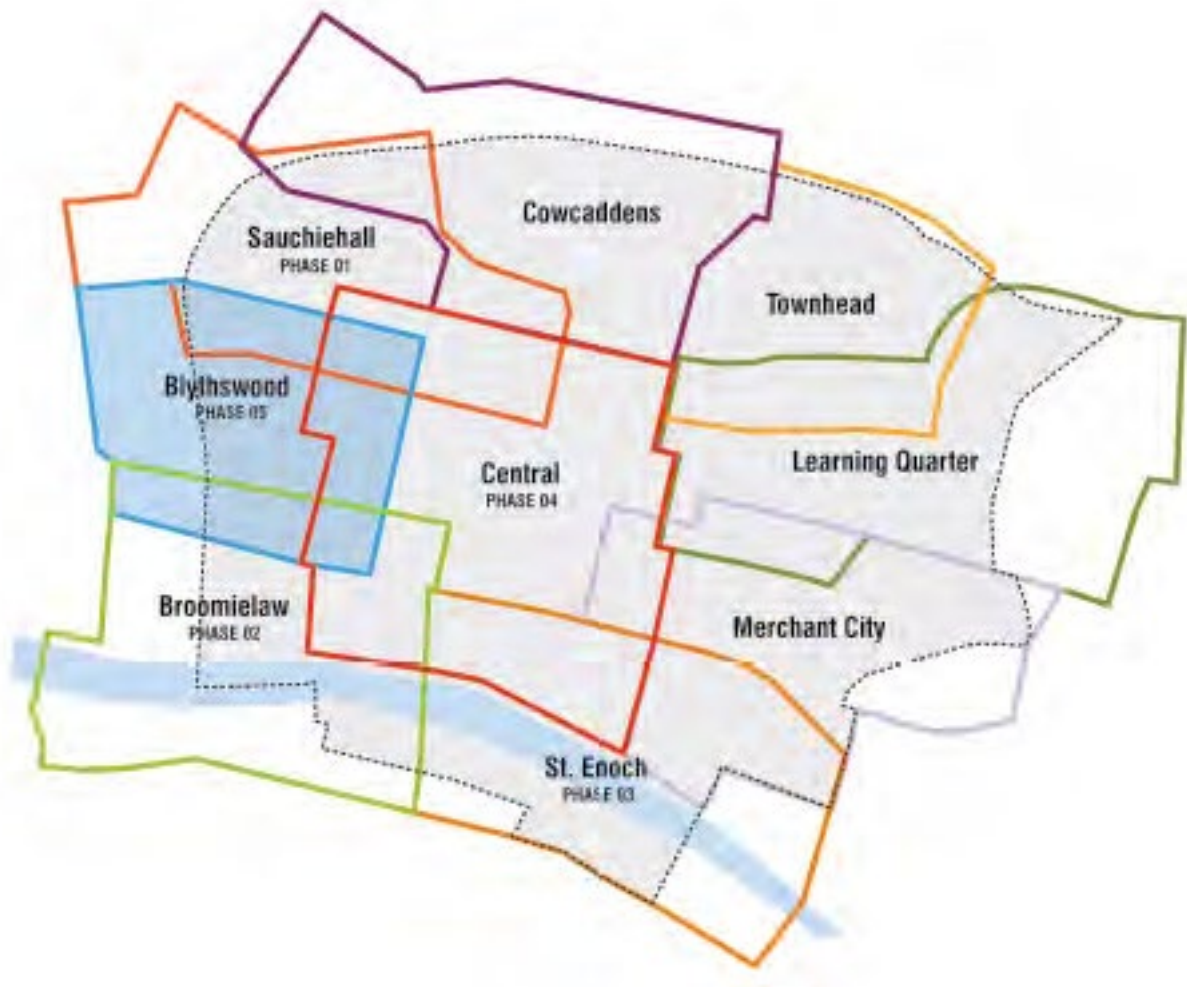 Cowcaddens
Sauchiehall
PHASE 01
Townhead
Blythswood
PHASE 05
Central
PHASE 04
Learning Quarter
Broomielaw
PHASE 02
Merchant City
St. Enoch
PHASE 03